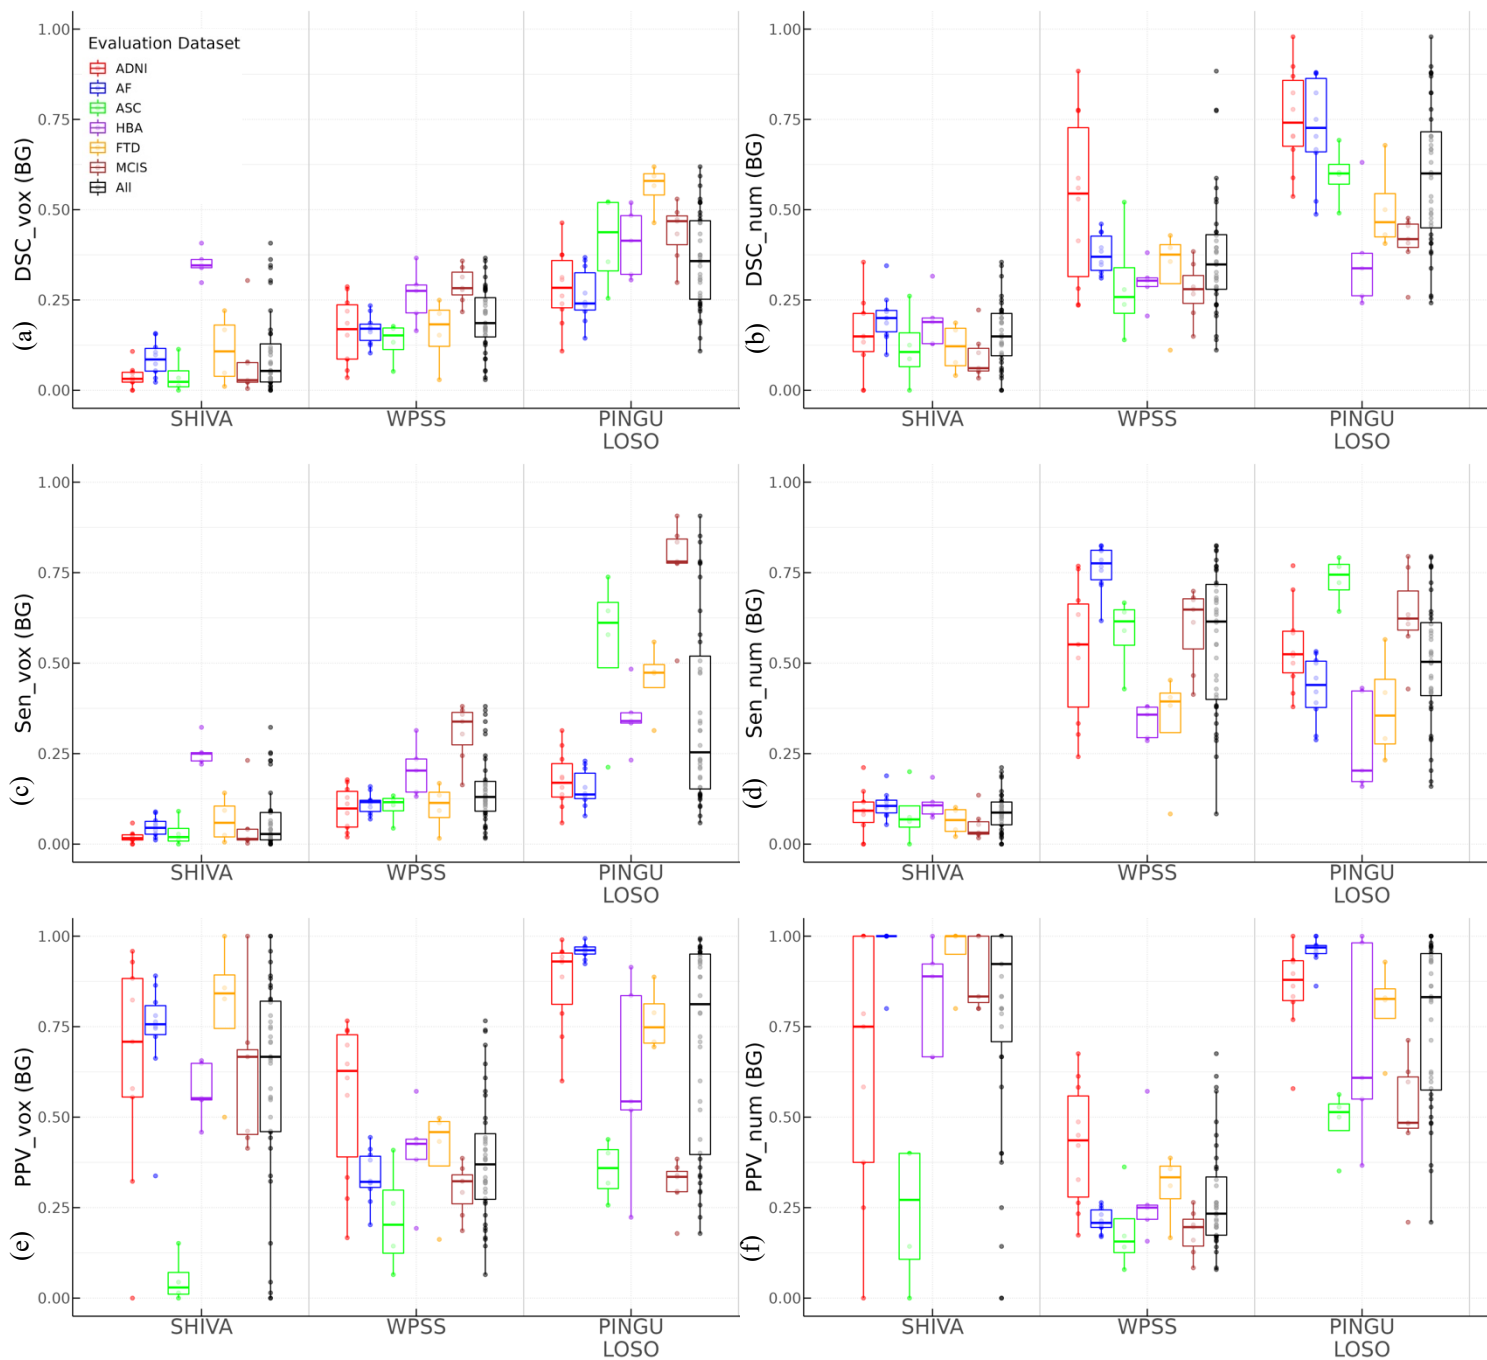 Evaluation Dataset
ADNI
AF
ASC
HBA
FTD
MCIS
All
(a)
DSC_vox (BG)
1.00
0.75
0.50
0.25
0.00
SHIVA
WPSS
PINGU
LOSO
(b)
DSC_num (BG)
1.00
0.75
0.50
0.25
0.00
SHIVA
WPSS
PINGU
LOSO
(c)
Sen_vox (BG)
1.00
0.75
0.50
0.25
0.00
SHIVA
WPSS
PINGU
LOSO
(d)
Sen_num (BG)
1.00
0.75
0.50
0.25
0.00
SHIVA
WPSS
PINGU
LOSO
(e)
PPV_vox (BG)
1.00
0.75
0.50
0.25
0.00
SHIVA
WPSS
PINGU
LOSO
(f)
PPV_num (BG)
1.00
0.75
0.50
0.25
0.00
SHIVA
WPSS
PINGU
LOSO